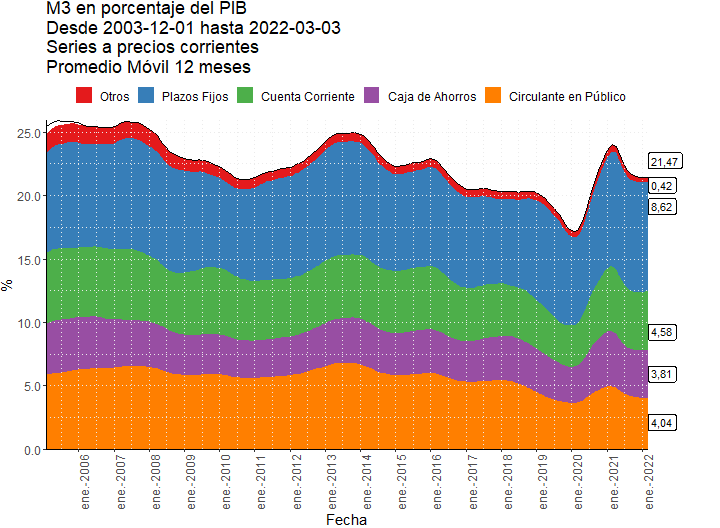 M3 en porcentaje del PIB
Desde 2003-12-01 hasta 2022-03-03
Series a precios corrientes
Promedio Móvil 12 meses
Otros Plazos Fijos Cuenta Corriente Caja de Ahorros Circulante en Público
25.0
20.0
15.0
10.0
5.0
0.0
%
21,47
0,42
8,62
4,58
3,81
4,04
ene.-2006
ene.-2007
ene.-2008
ene.-2009
ene.-2010
ene.-2011
ene.-2012
ene.-2013
ene.-2014
ene.-2015
ene.-2016
ene.-2017
ene.-2018
ene.-2019
ene.-2020
ene.-2021
ene.-2022
Fecha